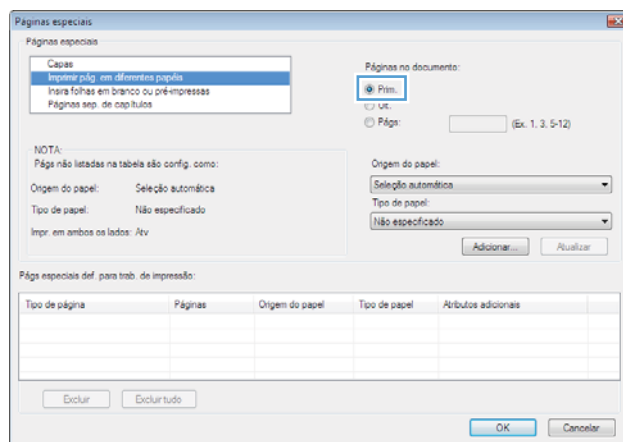 Páginas especiais
Páginas especiais
Capas
Imprimir pág. em diferentes papéis
Insira folhas em branco ou pré-impressas
Páginas sep. de capítulos
Páginas no documento:
Prim.
Úl.
Págs:
(Ex. 1, 3, 5-12)
NOTA:
Págs não listadas na tabela são config. como:
Origem do papel: Seleção automática
Tipo de papel: Não especificado
Impr. em ambos os lados: Atv
Origem do papel:
Seleção automática
Tipo de papel:
Não especificado
Adicionar... Atualizar
Págs especiais def. para trab. de impressão:
Tipo de página Páginas Origem do papel Tipo de papel Atributos adicionais
Excluir Excluir tudo
OK Cancelar